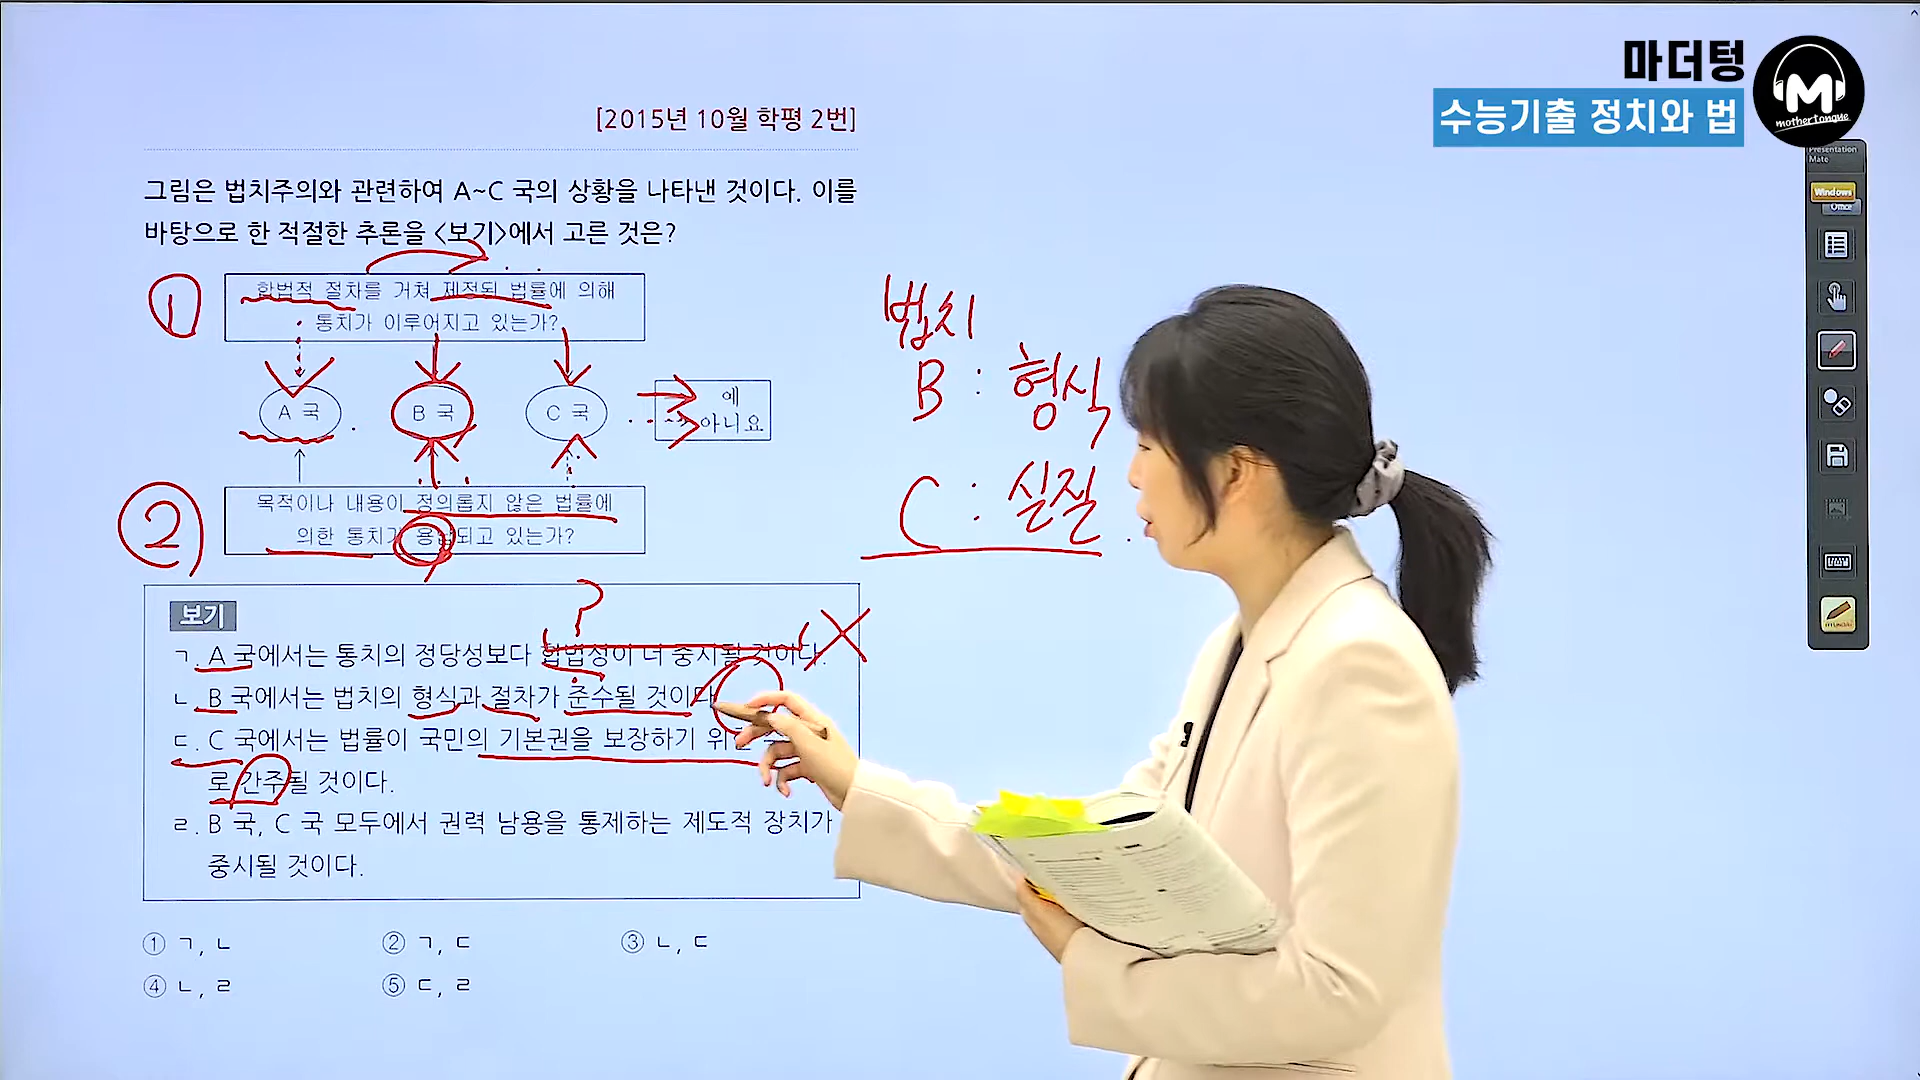 마더텅
수능기출 정치와 법
M
mothertongue
Presentation
Mate
Windows
Office
[2015년 10월 학평 2번]
그림은 법치주의와 관련하여 A~C 국의 상황을 나타낸 것이다. 이를
바탕으로 한 적절한 추론을 <보기>에서 고른 것은?
①
합법적 절차를 거쳐 제정된 법률에 의해
통치가 이루어지고 있는가?
A 국
B 국
C 국
예
아니요
②
목적이나 내용이 정의롭지 않은 법률에
의한 통치가 용납되고 있는가?
법치
B : 형식
C : 실질
보기
?
ㄱ. A 국에서는 통치의 정당성보다 합법성이 더 중시될 것이다. X
ㄴ. B 국에서는 법치의 형식과 절차가 준수될 것이다.
ㄷ. C 국에서는 법률이 국민의 기본권을 보장하기 위한
로 간주될 것이다.
ㄹ. B 국, C 국 모두에서 권력 남용을 통제하는 제도적 장치가
중시될 것이다.
① ㄱ, ㄴ ② ㄱ, ㄷ ③ ㄴ, ㄷ
④ ㄴ, ㄹ ⑤ ㄷ, ㄹ